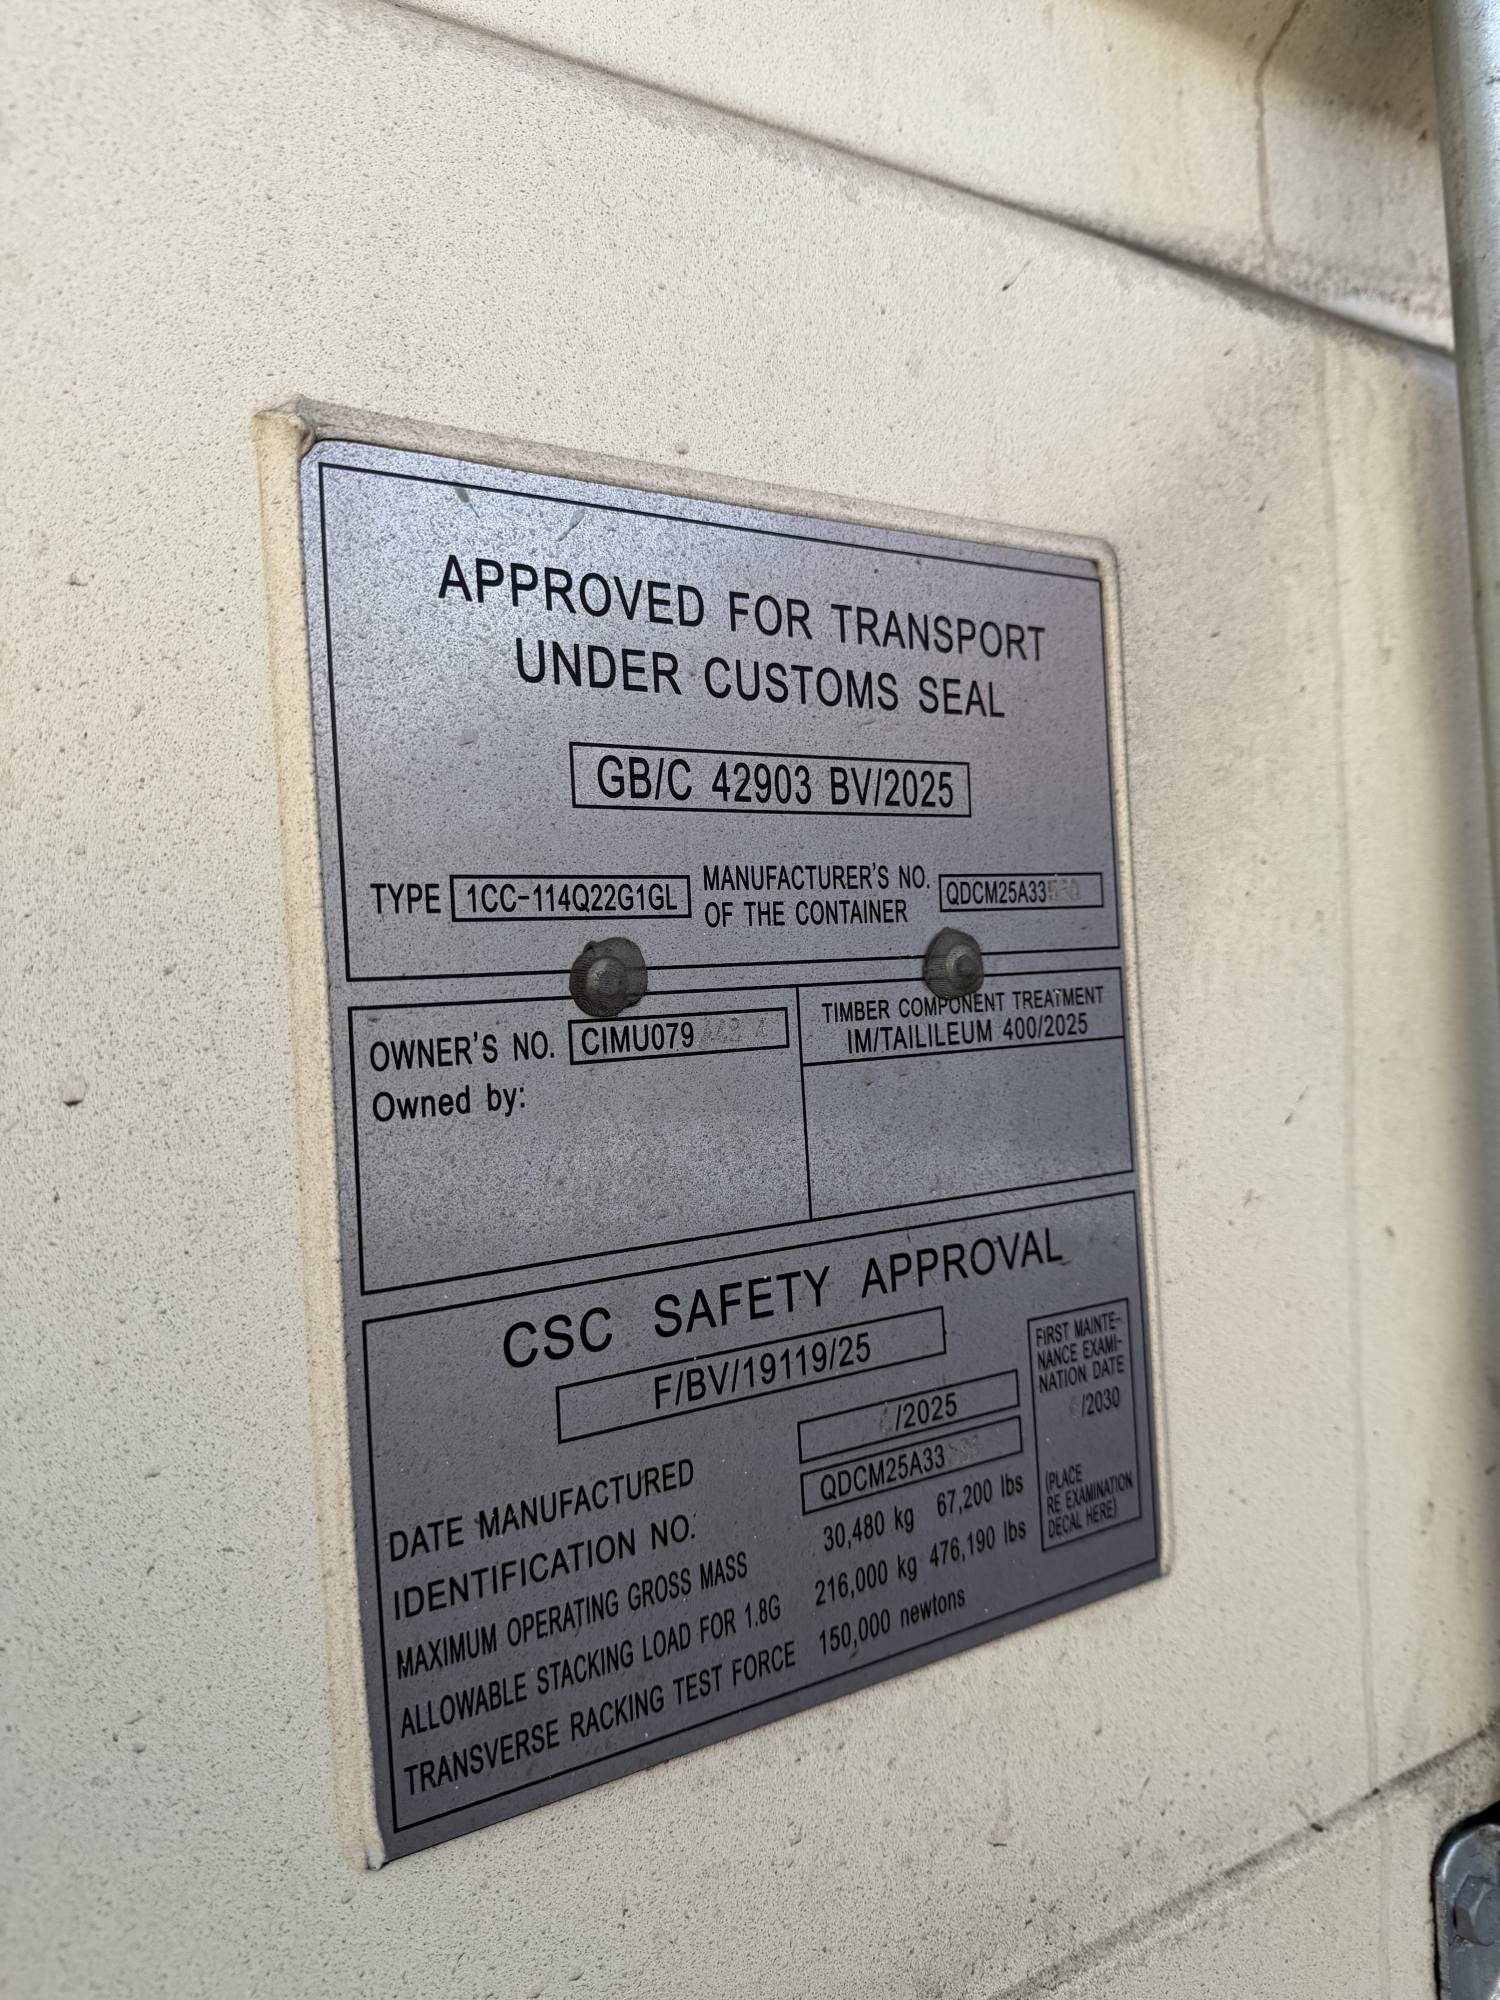 APPROVED FOR TRANSPORT
UNDER CUSTOMS SEAL
GB/C 42903 BV/2025
TYPE 1CC-114Q22G1GL
MANUFACTURER'S NO.
OF THE CONTAINER
QDCM25A33
OWNER'S NO. CIMU079
Owned by:
TIMBER COMPONENT TREATMENT
IM/TAILILEUM 400/2025
CSC SAFETY APPROVAL
F/BV/19119/25
DATE MANUFACTURED /2025
IDENTIFICATION NO. QDCM25A33
MAXIMUM OPERATING GROSS MASS 30,480 kg 67,200 lbs
ALLOWABLE STACKING LOAD FOR 1.8G 216,000 kg 476,190 lbs
TRANSVERSE RACKING TEST FORCE 150,000 newtons
FIRST MAINTE-
NANCE EXAMI-
NATION DATE
/2030
(PLACE
RE EXAMINATION
DECAL HERE)